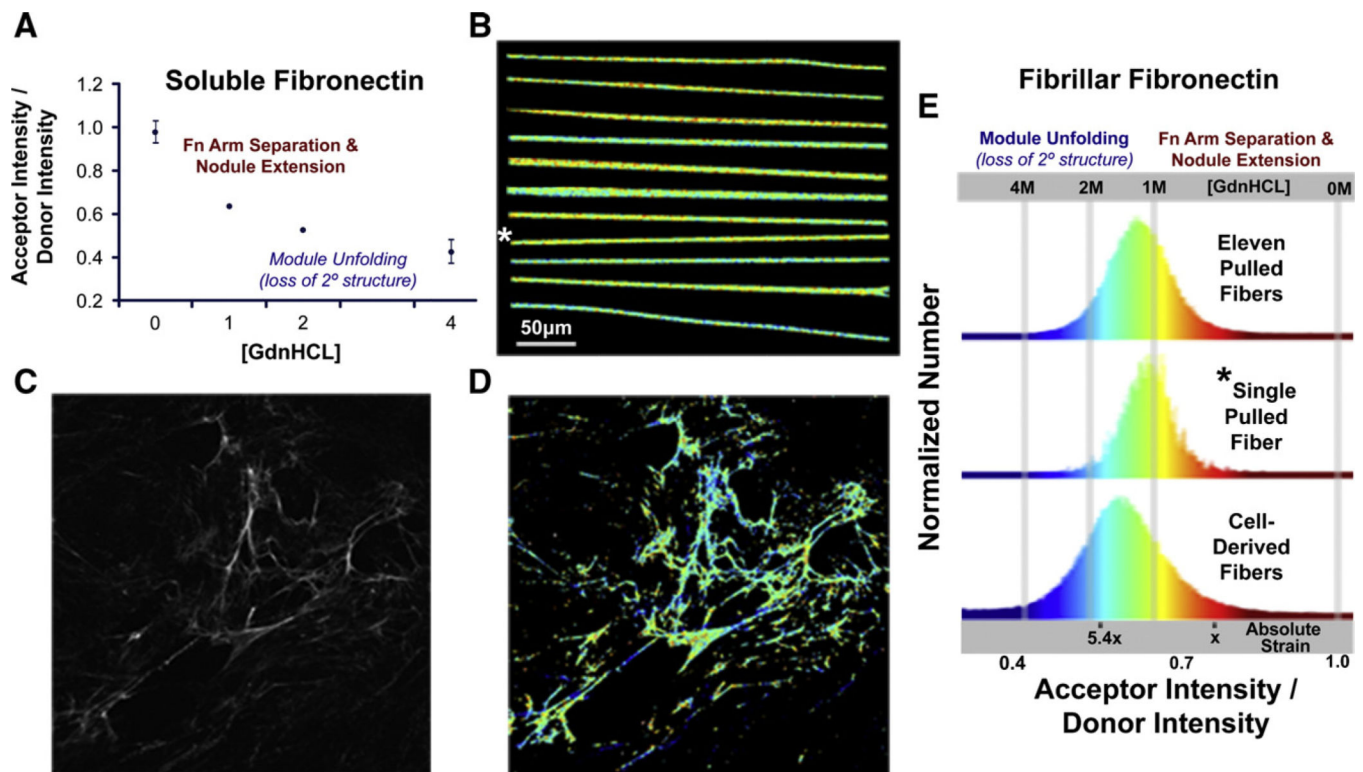 A
Soluble Fibronectin
Acceptor Intensity /
Donor Intensity
1.2
1.0
0.8
0.6
0.4
0.2
Fn Arm Separation &
Nodule Extension
Module Unfolding
(loss of 2º structure)
0 1 2 4
[GdnHCL]
B
*
50μm
C
D
Fibrillar Fibronectin
E
Module Unfolding
(loss of 2º structure)
Fn Arm Separation &
Nodule Extension
4M 2M 1M [GdnHCL] 0M
Normalized Number
Eleven
Pulled
Fibers
*Single
Pulled
Fiber
Cell-
Derived
Fibers
5.4x x Absolute
Strain
0.4 0.7 1.0
Acceptor Intensity /
Donor Intensity